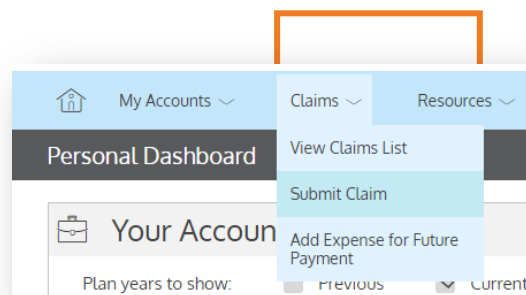 My Accounts Claims Resources
Personal Dashboard
View Claims List
Submit Claim
Add Expense for Future
Payment
Your Accoun
Plan years to show: Previous Current